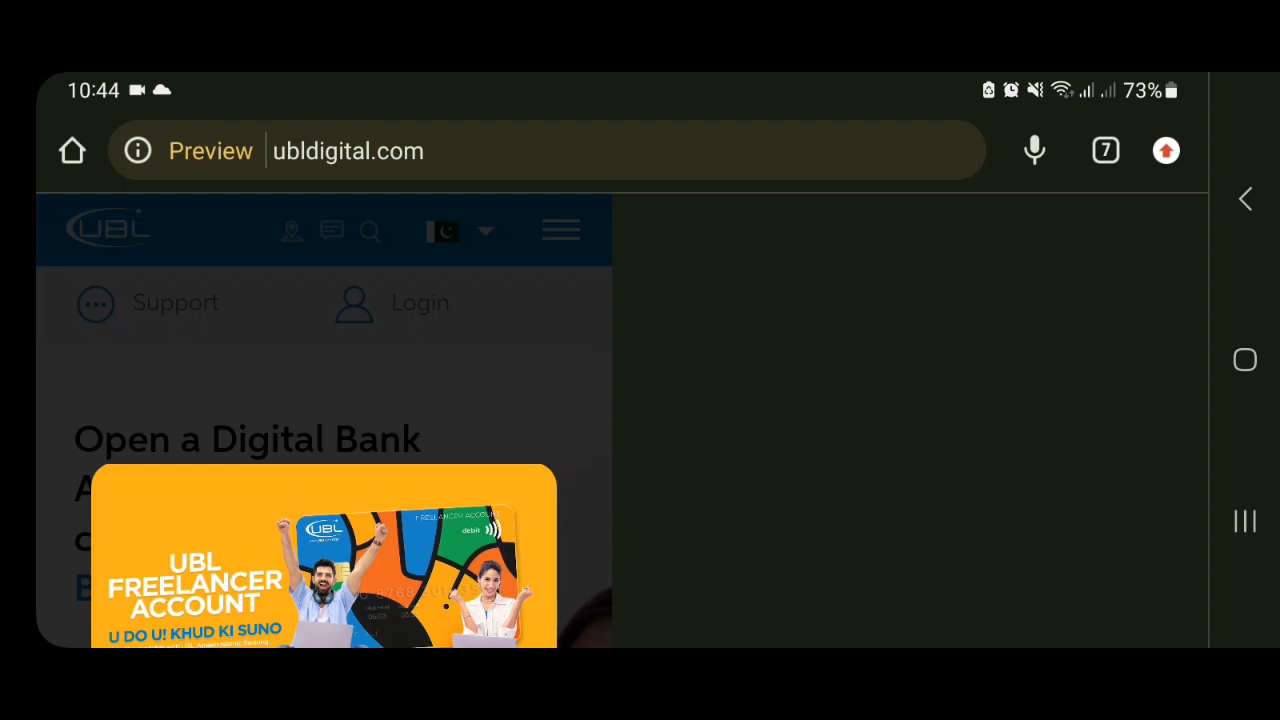 10:44
73%
Preview
ubldigital.com
7
UBL
Support
Login
Open a Digital Bank
UBL
FREELANCER ACCOUNT
debit
UBL
FREELANCER
ACCOUNT
U DO U! KHUD KI SUNO